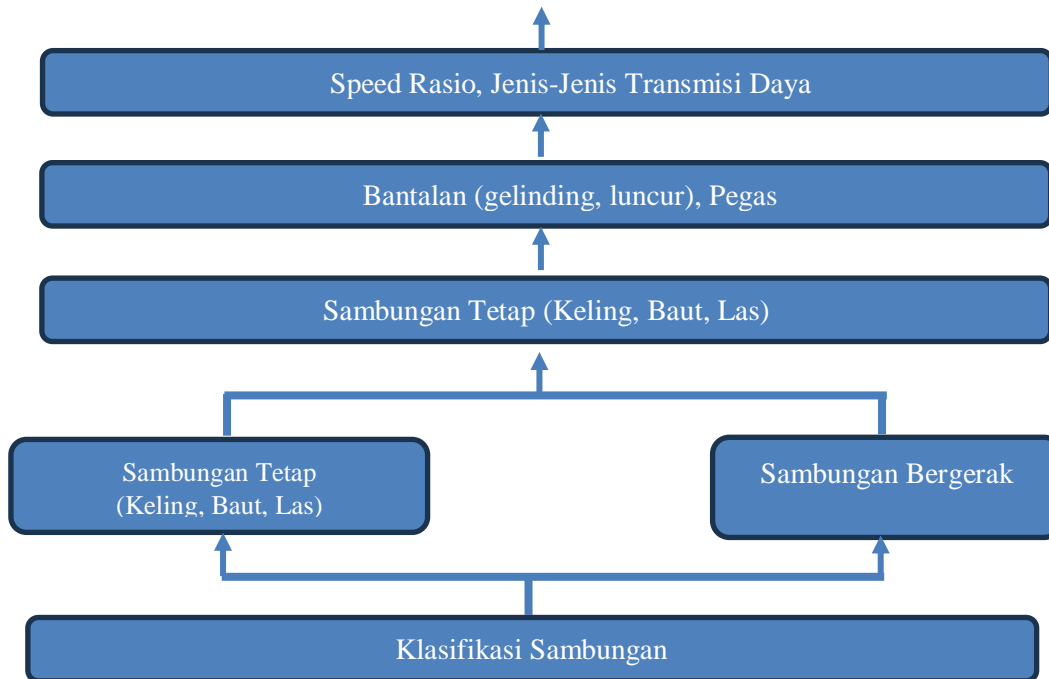 Speed Rasio, Jenis-Jenis Transmisi Daya
Bantalan (gelinding, luncur), Pegas
Sambungan Tetap (Keling, Baut, Las)
Sambungan Tetap
(Keling, Baut, Las)
Sambungan Bergerak
Klasifikasi Sambungan